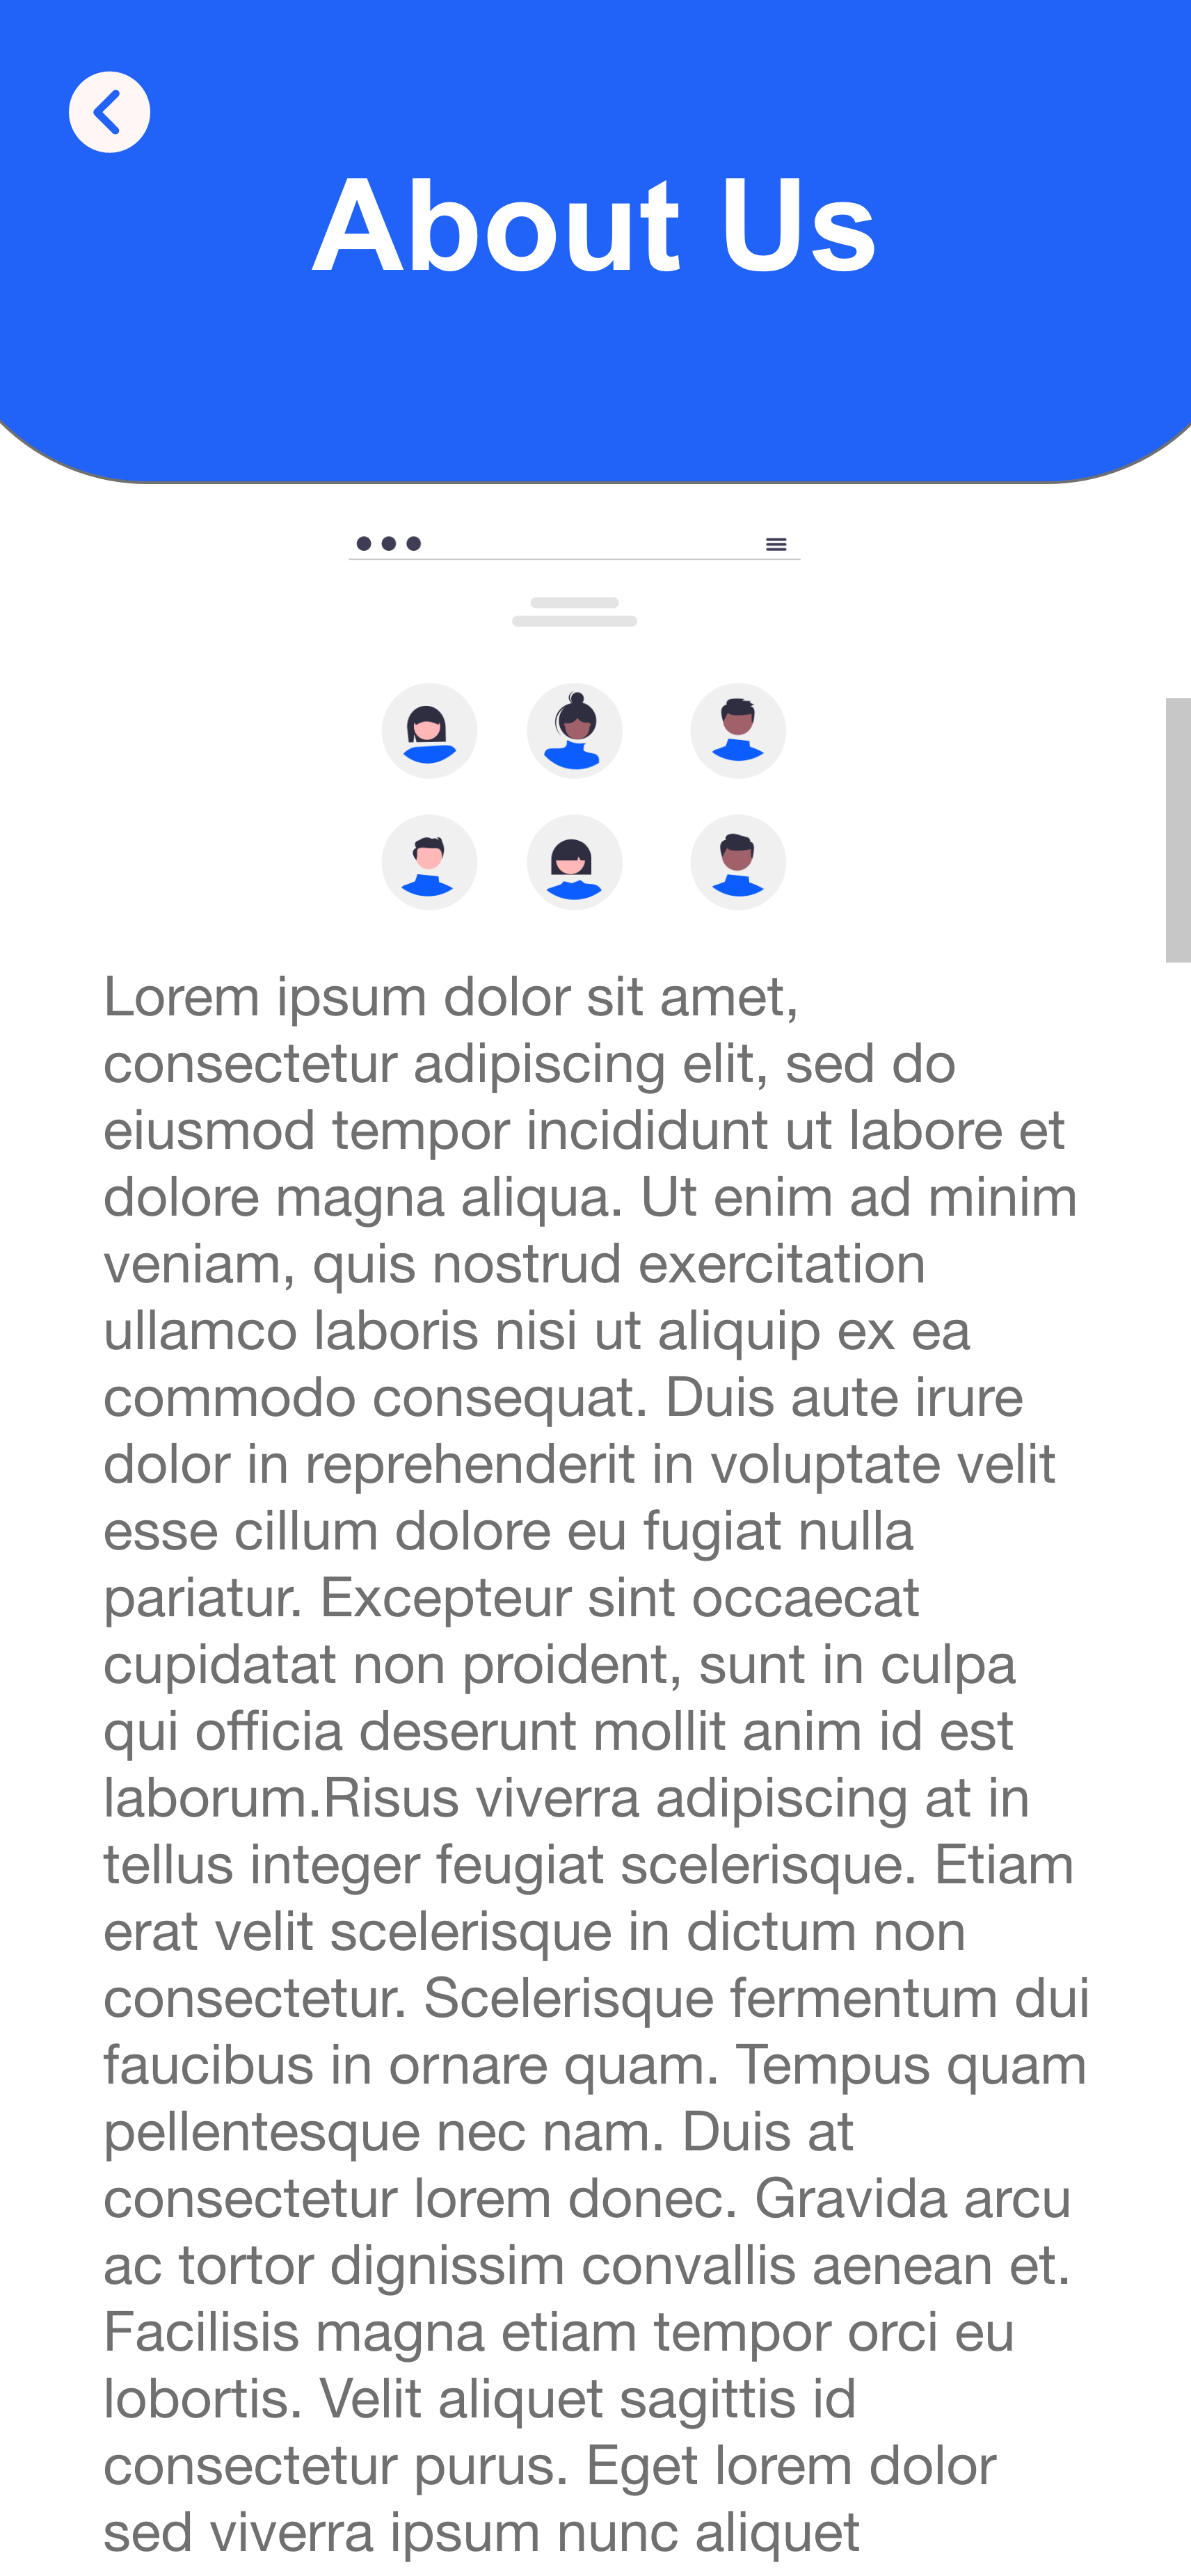 About Us
Lorem ipsum dolor sit amet,
consectetur adipiscing elit, sed do
eiusmod tempor incididunt ut labore et
dolore magna aliqua. Ut enim ad minim
veniam, quis nostrud exercitation
ullamco laboris nisi ut aliquip ex ea
commodo consequat. Duis aute irure
dolor in reprehenderit in voluptate velit
esse cillum dolore eu fugiat nulla
pariatur. Excepteur sint occaecat
cupidatat non proident, sunt in culpa
qui officia deserunt mollit anim id est
laborum.Risus viverra adipiscing at in
tellus integer feugiat scelerisque. Etiam
erat velit scelerisque in dictum non
consectetur. Scelerisque fermentum dui
faucibus in ornare quam. Tempus quam
pellentesque nec nam. Duis at
consectetur lorem donec. Gravida arcu
ac tortor dignissim convallis aenean et.
Facilisis magna etiam tempor orci eu
lobortis. Velit aliquet sagittis id
consectetur purus. Eget lorem dolor
sed viverra ipsum nunc aliquet